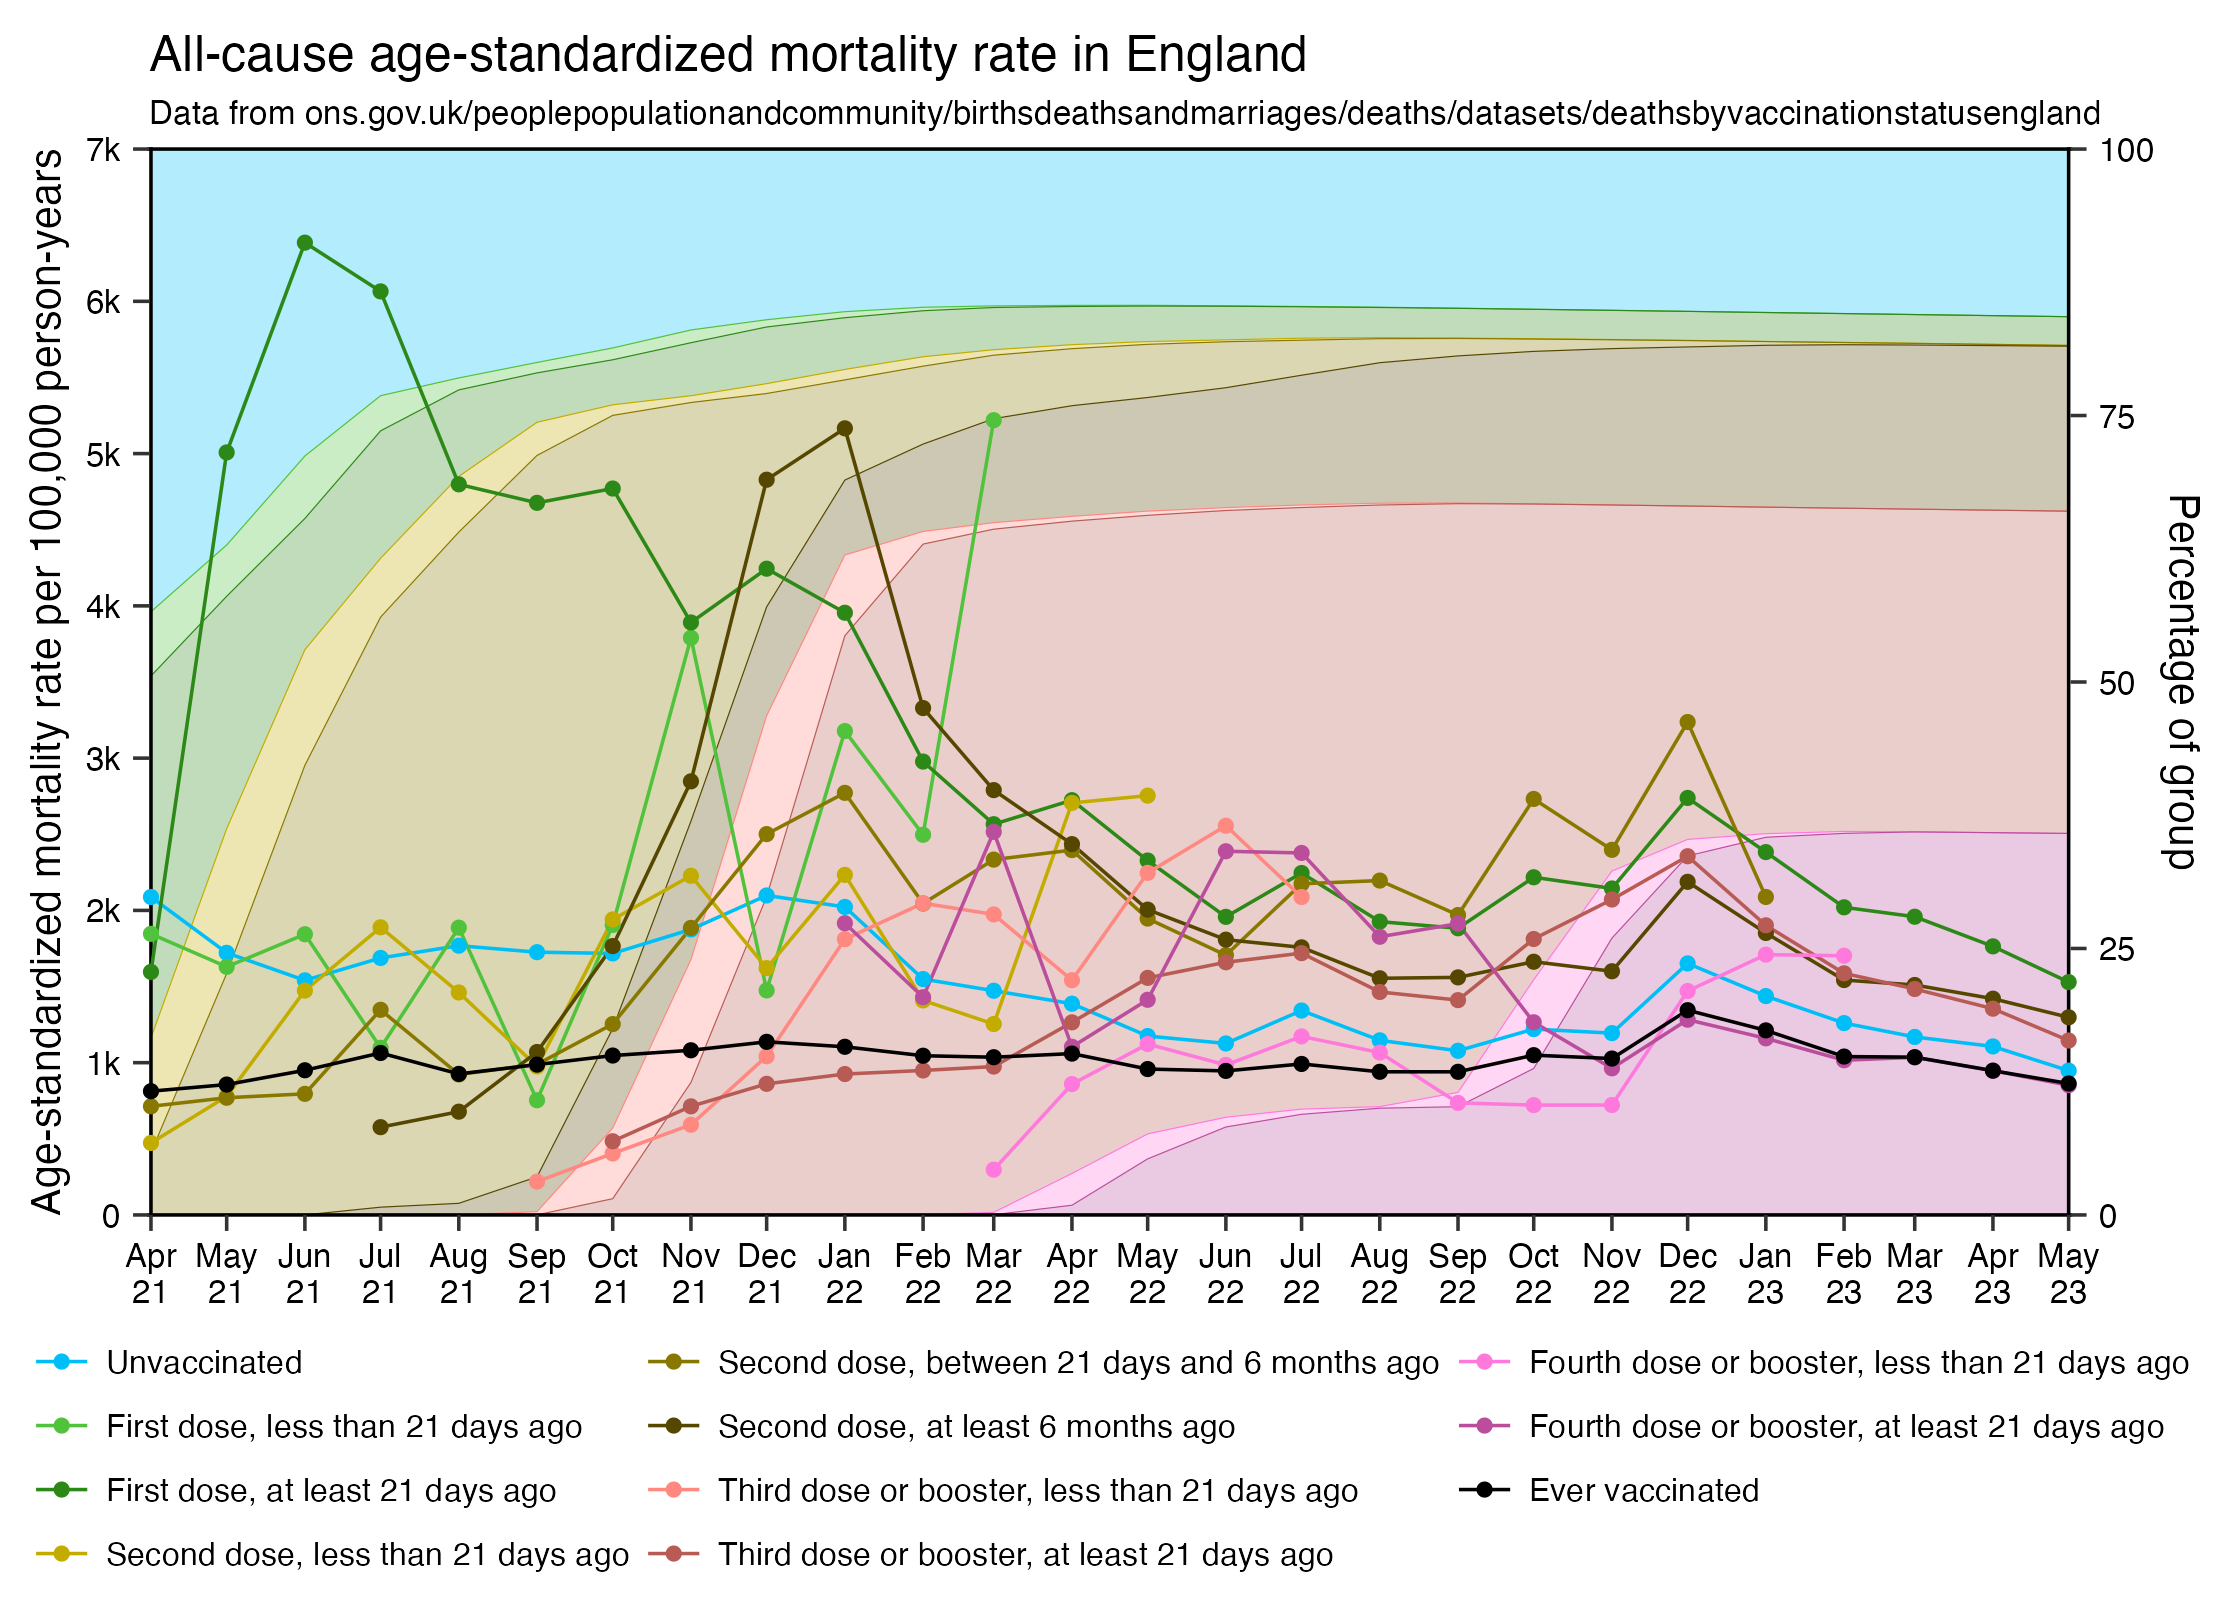 All-cause age-standardized mortality rate in England
Data from ons.gov.uk/peoplepopulationandcommunity/birthsdeathsandmarriages/deaths/datasets/deathsbyvaccinationstatusengland
Age-standardized mortality rate per 100,000 person-years
7k
6k
5k
4k
3k
2k
1k
0
100
75
50
25
0
Percentage of group
Apr May Jun Jul Aug Sep Oct Nov Dec Jan Feb Mar Apr May Jun Jul Aug Sep Oct Nov Dec Jan Feb Mar Apr May
21 21 21 21 21 21 21 21 21 22 22 22 22 22 22 22 22 22 22 22 22 23 23 23 23 23
Unvaccinated
First dose, less than 21 days ago
First dose, at least 21 days ago
Second dose, less than 21 days ago
Second dose, between 21 days and 6 months ago
Second dose, at least 6 months ago
Third dose or booster, less than 21 days ago
Third dose or booster, at least 21 days ago
Fourth dose or booster, less than 21 days ago
Fourth dose or booster, at least 21 days ago
Ever vaccinated